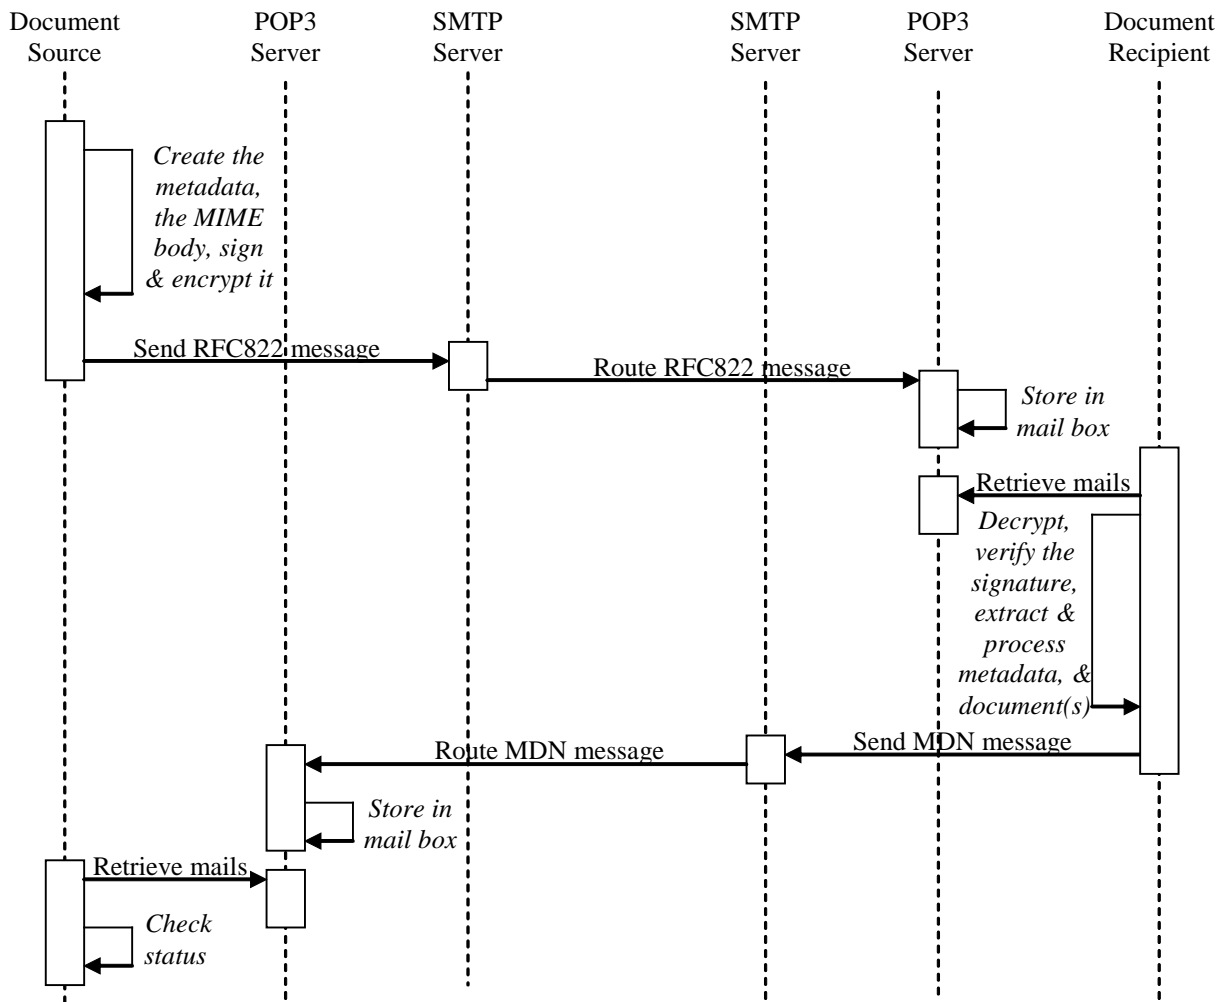 Document
Source
POP3
Server
SMTP
Server
SMTP
Server
POP3
Server
Document
Recipient
Create the
metadata,
the MIME
body, sign
& encrypt it
Send RFC822 message
Route RFC822 message
Store in
mail box
Retrieve mails
Decrypt,
verify the
signature,
extract &
process
metadata, &
document(s)
Send MDN message
Route MDN message
Store in
mail box
Retrieve mails
Check
status